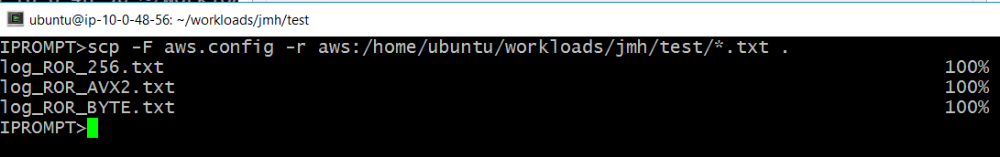 ubuntu@ip-10-0-48-56: ~/workloads/jmh/test
IPROMPT>scp -F aws.config -r aws:/home/ubuntu/workloads/jmh/test/*.txt .
log_ROR_256.txt 100%
log_ROR_AVX2.txt 100%
log_ROR_BYTE.txt 100%
IPROMPT>